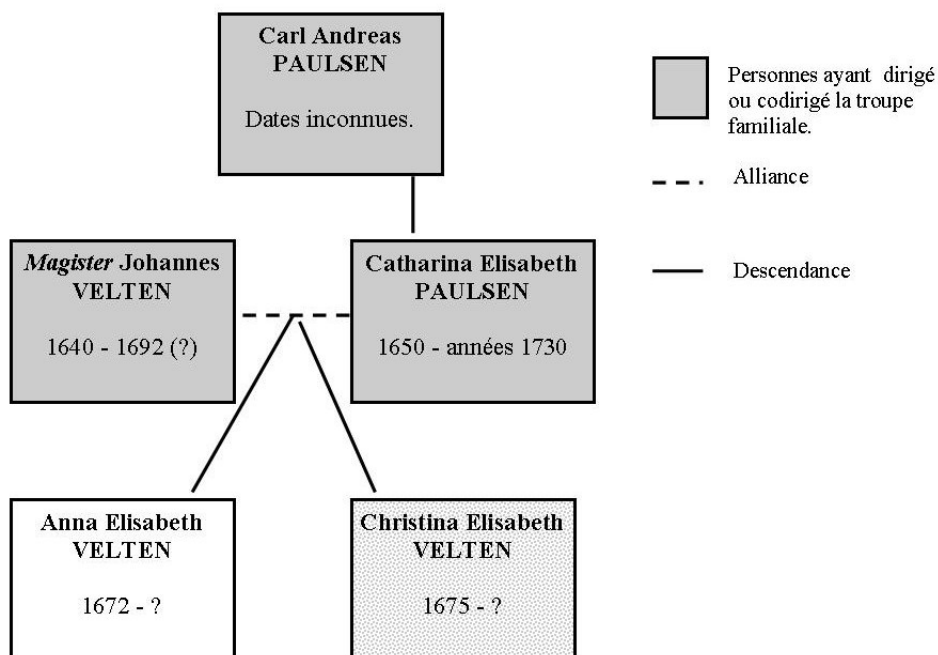 Carl Andreas
PAULSEN
Dates inconnues.
Personnes ayant dirigé
ou codirigé la troupe
familiale.
Alliance
Descendance
Magister Johannes
VELTEN
1640 - 1692 (?)
Catharina Elisabeth
PAULSEN
1650 - années 1730
Anna Elisabeth
VELTEN
1672 - ?
Christina Elisabeth
VELTEN
1675 - ?